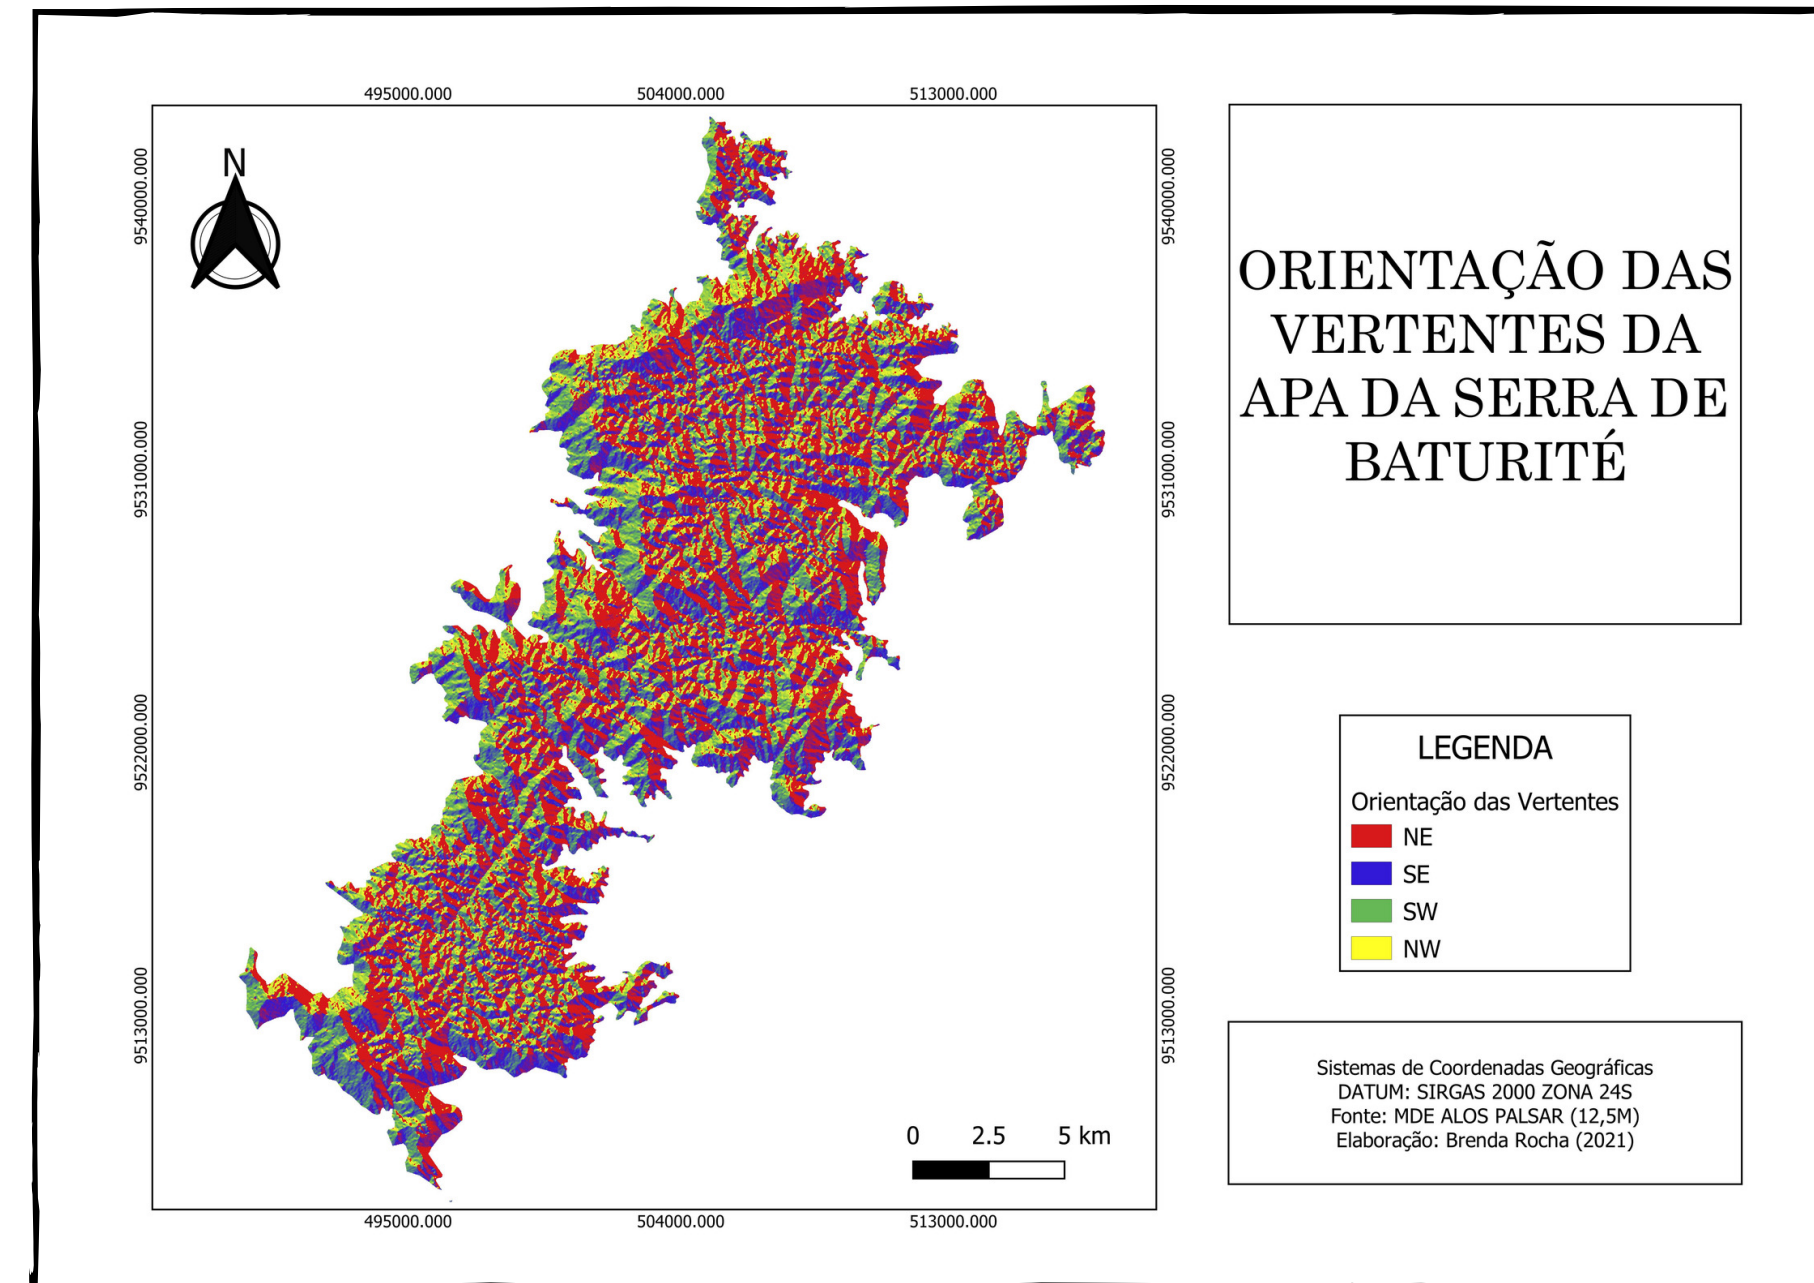 495000.000
504000.000
513000.000
9540000.000
9531000.000
9522000.000
9513000.000
N
9540000.000
9531000.000
9522000.000
9513000.000
0 2.5 5 km
495000.000
504000.000
513000.000
ORIENTAÇÃO DAS
VERTENTES DA
APA DA SERRA DE
BATURITÉ
LEGENDA
Orientação das Vertentes
NE
SE
SW
NW
Sistemas de Coordenadas Geográficas
DATUM: SIRGAS 2000 ZONA 24S
Fonte: MDE ALOS PALSAR (12,5M)
Elaboração: Brenda Rocha (2021)